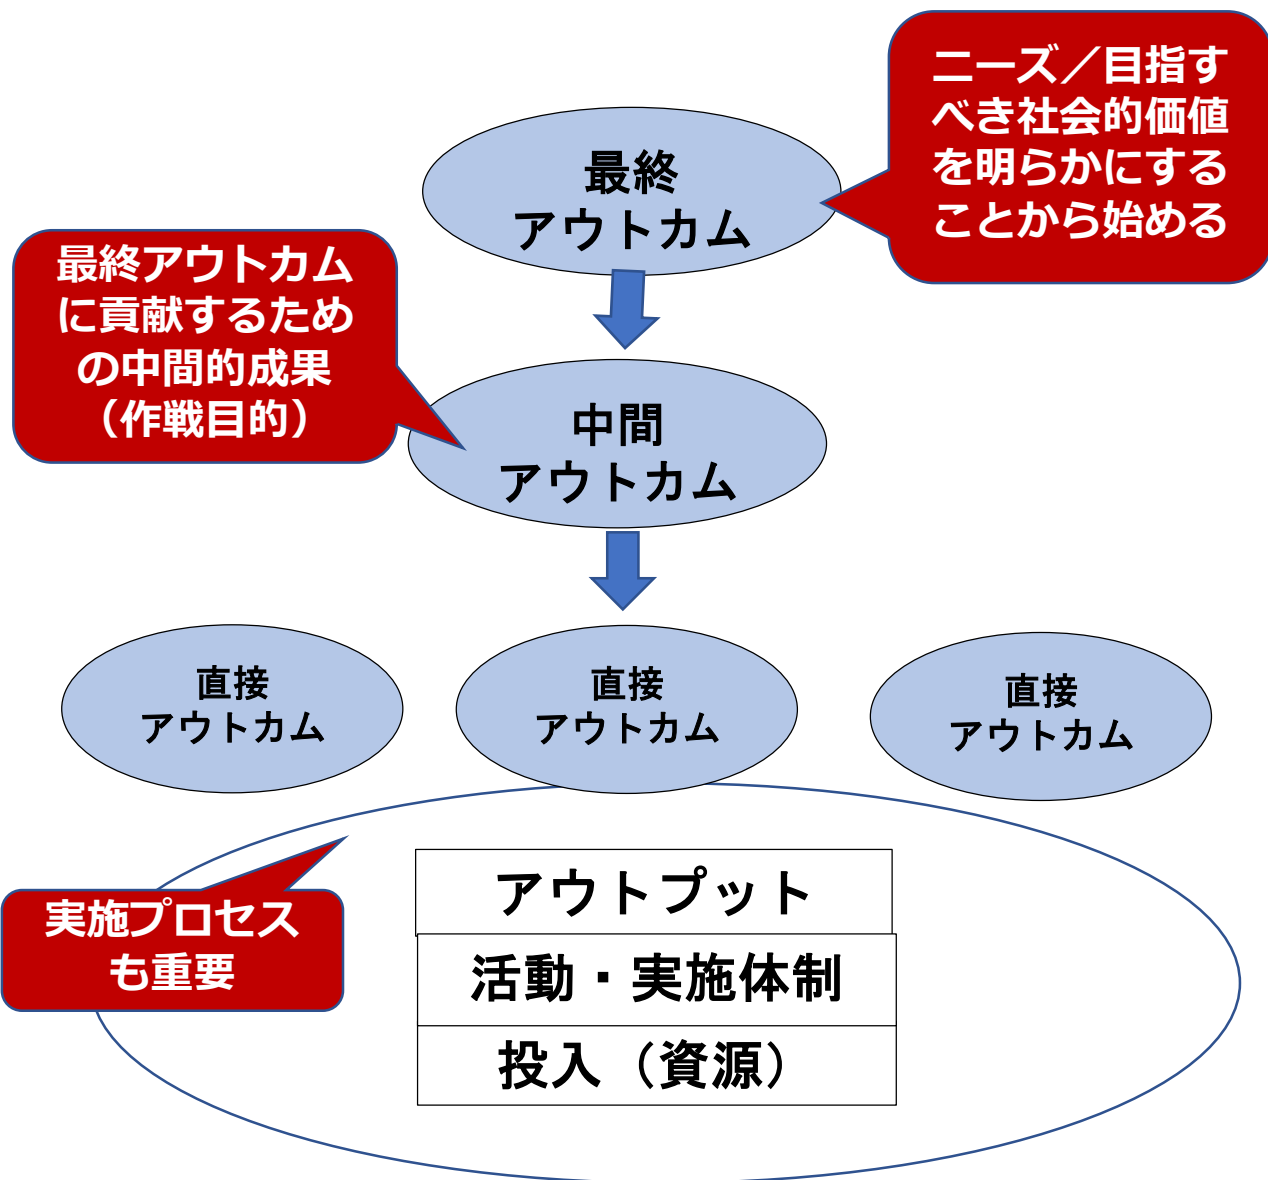 ニーズ／目指す
べき社会的価値
を明らかにする
ことから始める
最終
アウトカム
最終アウトカム
に貢献するため
の中間的成果
（作戦目的）
中間
アウトカム
直接
アウトカム
直接
アウトカム
直接
アウトカム
実施プロセス
も重要
アウトプット
活動・実施体制
投入（資源）